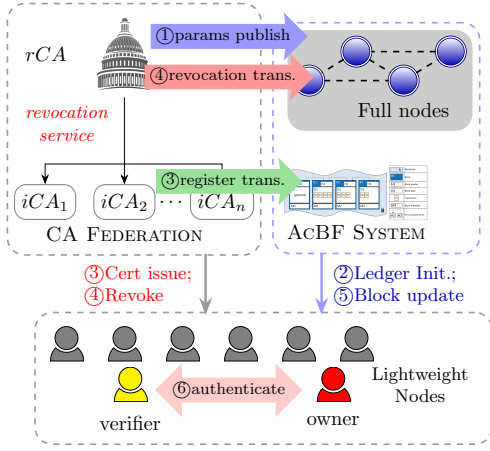 ①params publish
rCA
④revocation trans.
Full nodes
revocation
service
③register trans.
iCA₁
iCA₂
···
iCAₙ
CA FEDERATION
ACBF SYSTEM
③Cert issue;
④Revoke
②Ledger Init.;
⑤Block update
Lightweight
Nodes
⑥authenticate
verifier
owner